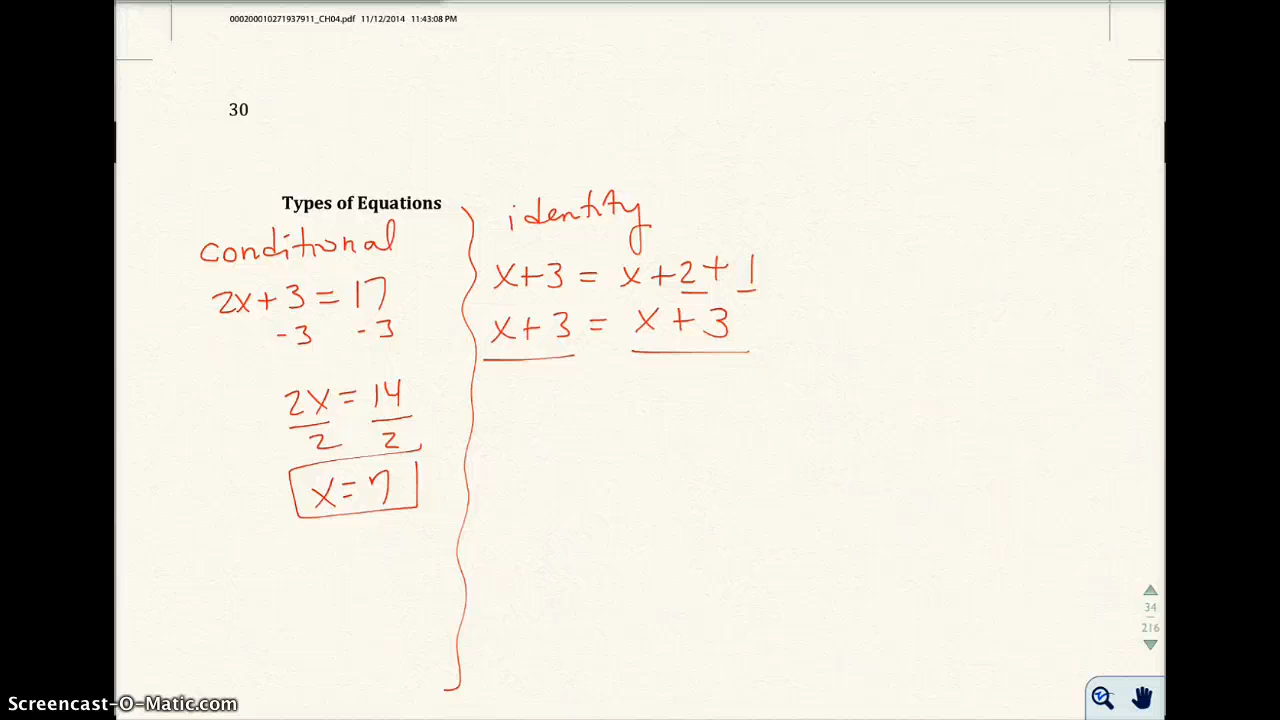 000200010271937911_CH04.pdf 11/12/2014 11:43:08 PM
30
Types of Equations
conditional
2x + 3 = 17
-3 -3
2x = 14
2 2
x = 7
identity
x + 3 = x + 2 + 1
x + 3 = x + 3
34
216
Screencast-O-Matic.com